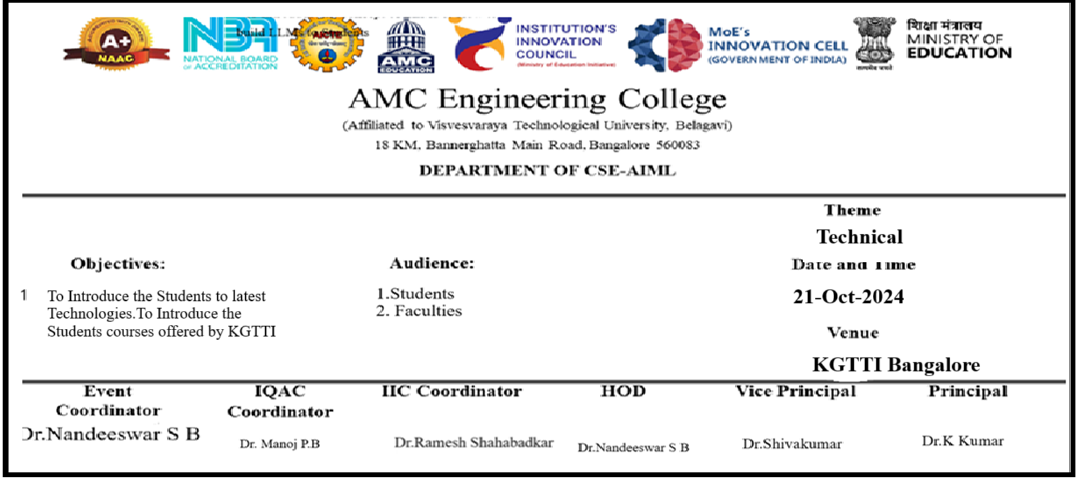 A+
NAAC
NATIONAL BOARD
OF ACCREDITATION
build LLMs to Students
AMC
EDUCATION
INSTITUTION'S
INNOVATION
COUNCIL
(Ministry of Education Initiative)
MoE's
INNOVATION CELL
(GOVERNMENT OF INDIA)
सत्यमेव जयते
शिक्षा मंत्रालय
MINISTRY OF
EDUCATION
AMC Engineering College
(Affiliated to Visvesvaraya Technological University, Belagavi)
18 KM, Bannerghatta Main Road, Bangalore 560083
DEPARTMENT OF CSE-AIML
Objectives:
1 To Introduce the Students to latest
Technologies.To Introduce the
Students courses offered by KGTTI
Audience:
1.Students
2. Faculties
Theme
Technical
Date and Time
21-Oct-2024
Venue
KGTTI Bangalore
Event
Coordinator
Dr.Nandeeswar S B
IQAC
Coordinator
Dr. Manoj P.B
IIC Coordinator
Dr.Ramesh Shahabadkar
HOD
Dr.Nandeeswar S B
Vice Principal
Dr.Shivakumar
Principal
Dr.K Kumar